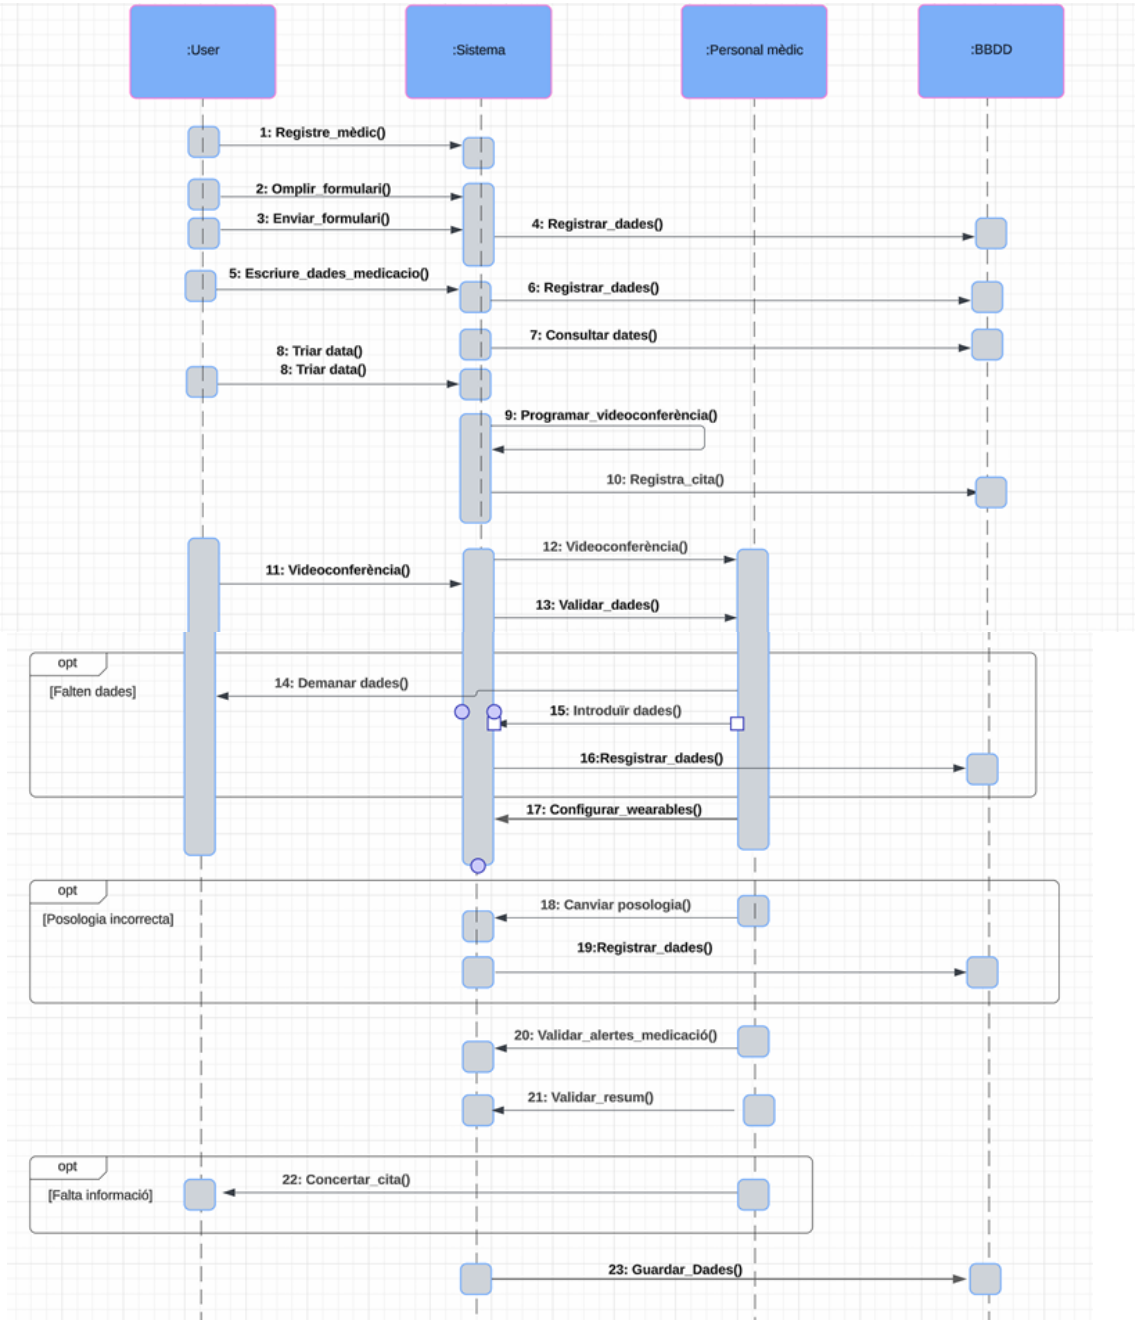 :User
:Sistema
:Personal mèdic
:BBDD
1: Registre_mèdic()
2: Omplir_formulari()
3: Enviar_formulari()
4: Registrar_dades()
5: Escriure_dades_medicacio()
6: Registrar_dades()
7: Consultar dates()
8: Triar data()
8: Triar data()
9: Programar_videoconferència()
10: Registra_cita()
12: Videoconferència()
11: Videoconferència()
13: Validar_dades()
opt
[Falten dades]
14: Demanar dades()
15: Introduïr dades()
16:Resgistrar_dades()
17: Configurar_wearables()
opt
[Posologia incorrecta]
18: Canviar posologia()
19:Registrar_dades()
20: Validar_alertes_medicació()
21: Validar_resum()
opt
[Falta informació]
22: Concertar_cita()
23: Guardar_Dades()